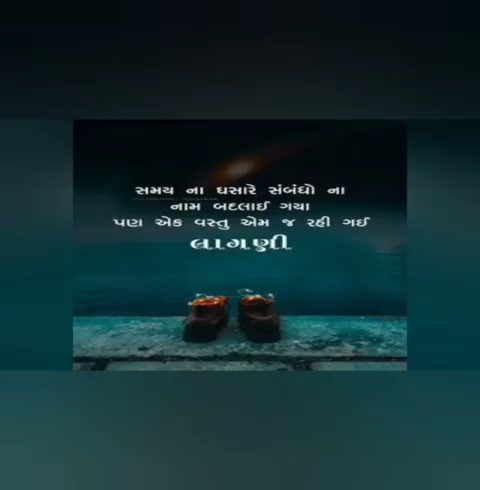 સમય ના ઘસારે સંબંધો ના
નામ બદલાઈ ગયા
પણ એક વસ્તુ એમ જ રહી ગઈ
લાગણી